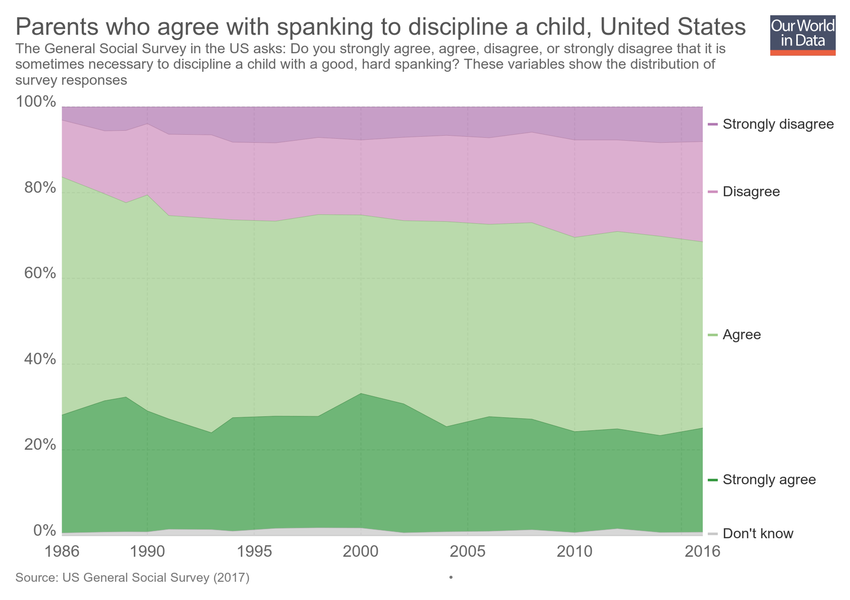 Parents who agree with spanking to discipline a child, United States
Our World
in Data
The General Social Survey in the US asks: Do you strongly agree, agree, disagree, or strongly disagree that it is
sometimes necessary to discipline a child with a good, hard spanking? These variables show the distribution of
survey responses
100%
80%
60%
40%
20%
0%
Strongly disagree
Disagree
Agree
Strongly agree
Don't know
1986
1990
1995
2000
2005
2010
2016
Source: US General Social Survey (2017)
•